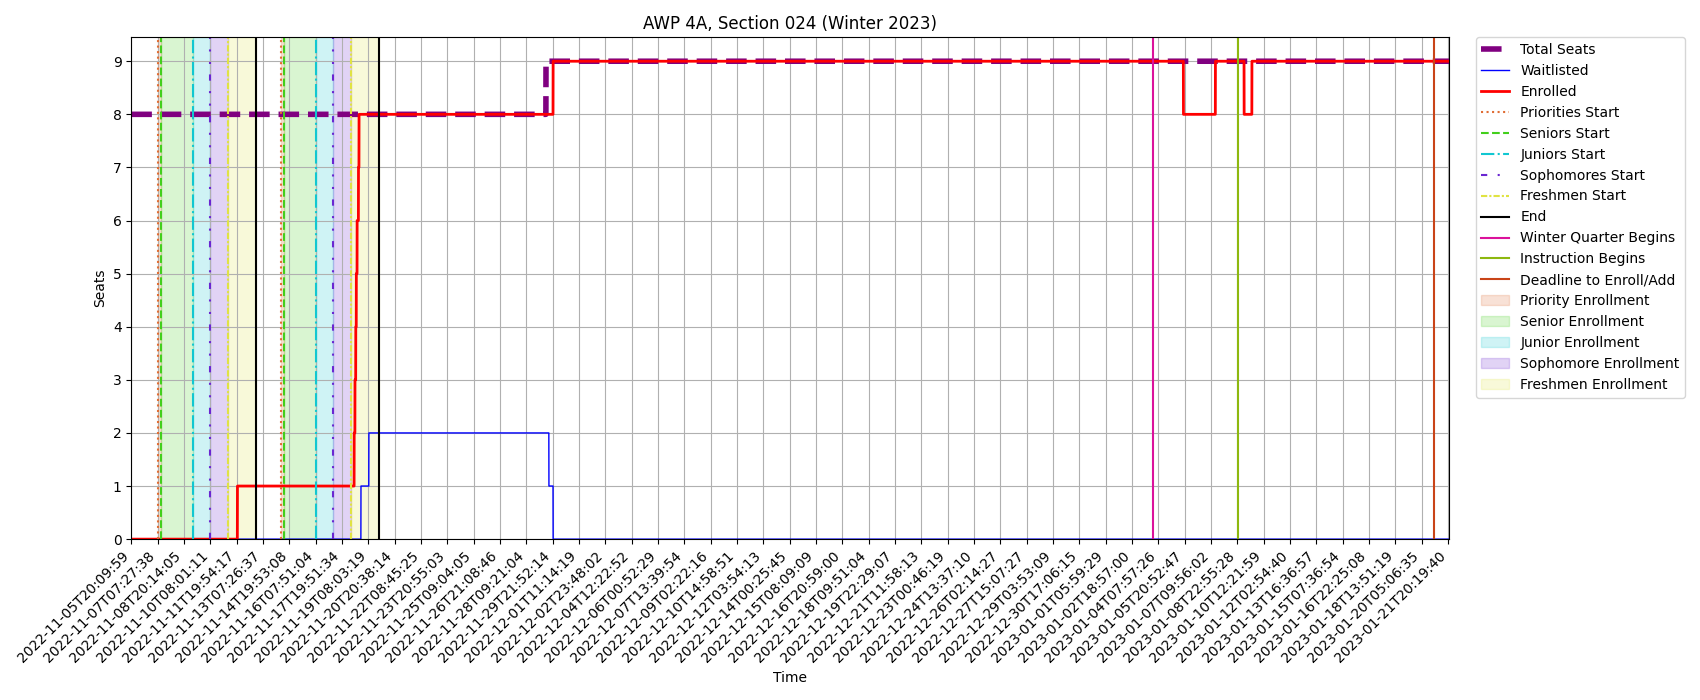 AWP 4A, Section 024 (Winter 2023)
Seats
9
8
7
6
5
4
3
2
1
0
2022-11-05T20:09:59
2022-11-07T07:27:38
2022-11-08T20:14:05
2022-11-10T08:01:11
2022-11-11T19:54:17
2022-11-13T07:26:37
2022-11-14T19:53:08
2022-11-16T07:51:04
2022-11-17T19:51:34
2022-11-19T08:03:19
2022-11-20T20:38:14
2022-11-22T08:45:25
2022-11-23T20:55:03
2022-11-25T09:04:05
2022-11-26T21:08:46
2022-11-28T09:21:04
2022-11-29T21:52:14
2022-12-01T11:14:19
2022-12-02T23:48:02
2022-12-04T12:22:52
2022-12-06T00:52:29
2022-12-07T13:39:54
2022-12-09T02:22:16
2022-12-10T14:58:51
2022-12-12T03:54:13
2022-12-14T00:25:45
2022-12-15T08:09:09
2022-12-16T20:59:00
2022-12-18T09:51:04
2022-12-19T22:29:07
2022-12-21T11:58:13
2022-12-23T00:46:19
2022-12-24T13:37:10
2022-12-26T02:14:27
2022-12-27T15:07:27
2022-12-29T03:53:09
2022-12-30T17:06:15
2023-01-01T05:59:29
2023-01-02T18:57:00
2023-01-04T07:57:26
2023-01-05T20:52:47
2023-01-07T09:56:02
2023-01-08T22:55:28
2023-01-10T12:21:59
2023-01-12T02:54:40
2023-01-13T16:36:57
2023-01-15T07:36:54
2023-01-16T22:25:08
2023-01-18T13:51:19
2023-01-20T05:06:35
2023-01-21T20:19:40
Time
Total Seats
Waitlisted
Enrolled
Priorities Start
Seniors Start
Juniors Start
Sophomores Start
Freshmen Start
End
Winter Quarter Begins
Instruction Begins
Deadline to Enroll/Add
Priority Enrollment
Senior Enrollment
Junior Enrollment
Sophomore Enrollment
Freshmen Enrollment